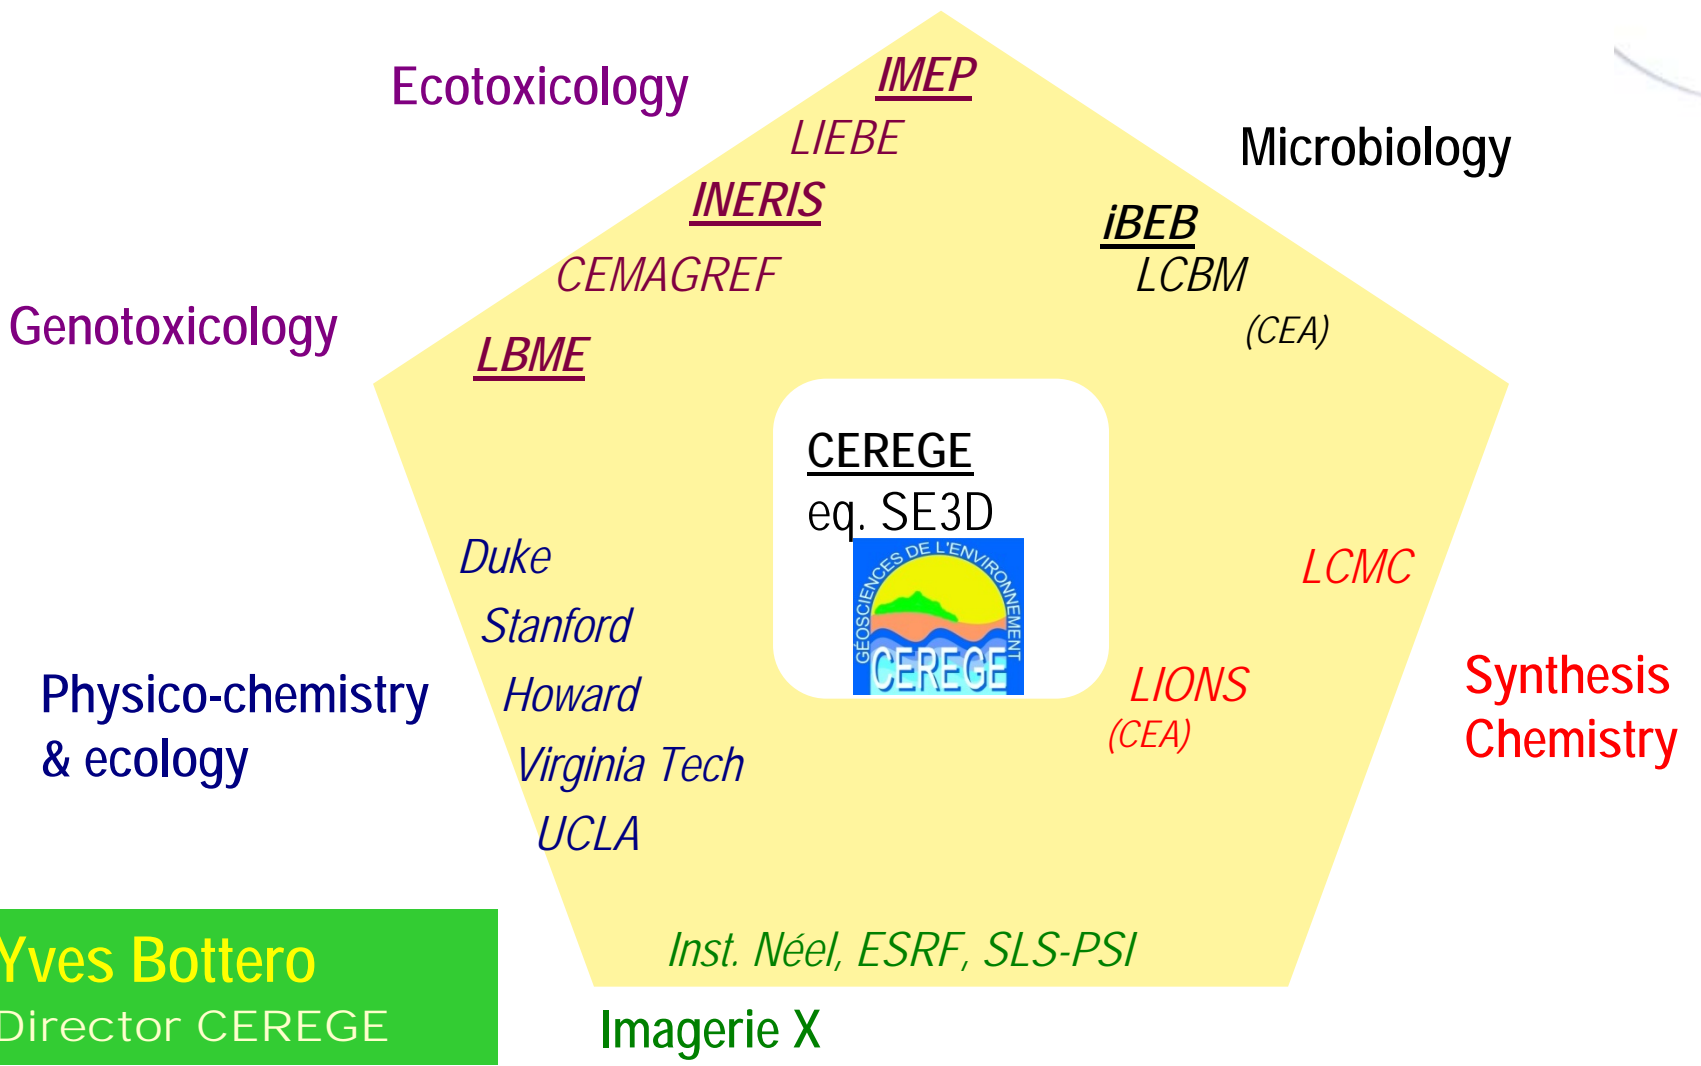 Ecotoxicology
IMEP
LIEBE
INERIS
CEMAGREF
Genotoxicology
LBME
Microbiology
iBEB
LCBM
(CEA)
CEREGE
eq. SE3D
GÉOSCIENCES DE L'ENVIRONNEMENT
CEREGE
Duke
Stanford
Howard
Virginia Tech
UCLA
Physico-chemistry
& ecology
LCMC
LIONS
(CEA)
Synthesis
Chemistry
Inst. Néel, ESRF, SLS-PSI
Imagerie X
Yves Bottero
Director CEREGE